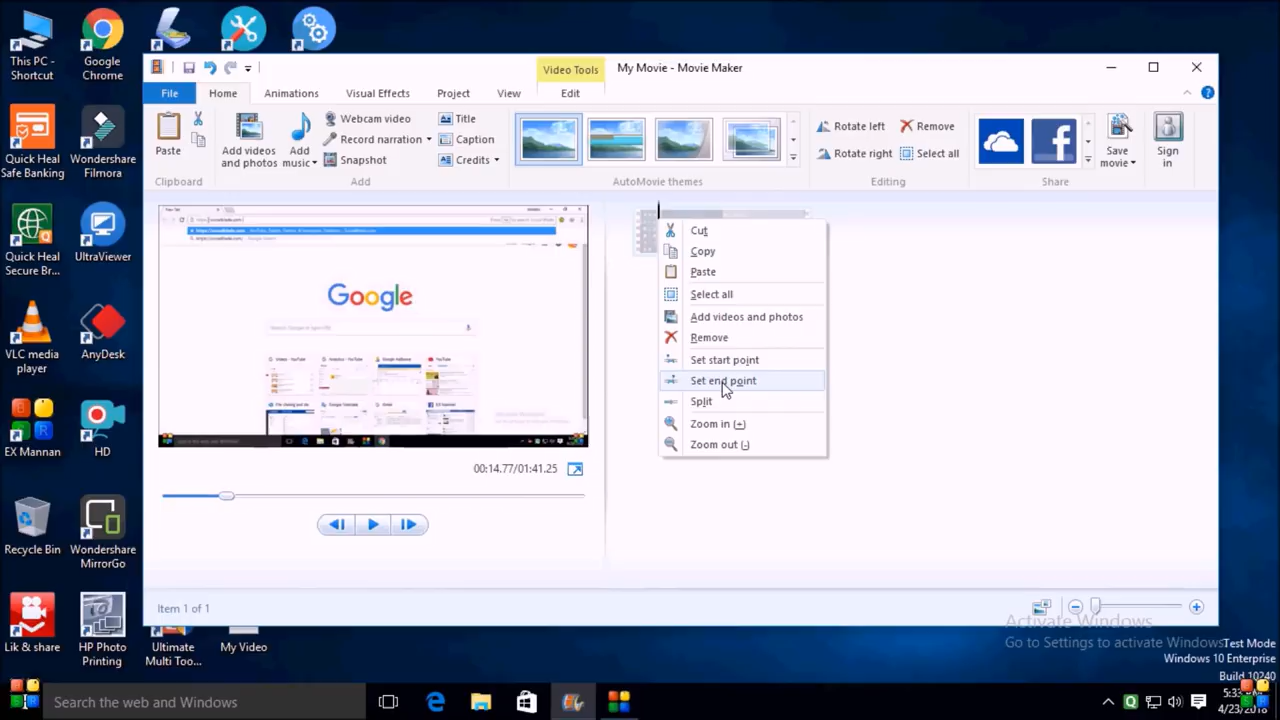 This PC -
Shortcut
Google
Chrome
Quick Heal
Safe Banking
Wondershare
Filmora
Quick Heal
Secure Br...
UltraViewer
VLC media
player
AnyDesk
EX Mannan
HD
Recycle Bin
Wondershare
MirrorGo
Lik & share
HP Photo
Printing
Ultimate
Multi Too...
My Video
Video Tools
My Movie - Movie Maker
File
Home
Animations
Visual Effects
Project
View
Edit
Paste
Clipboard
Add videos
and photos
Add
music
Webcam video
Record narration
Snapshot
Title
Caption
Credits
Add
AutoMovie themes
Rotate left
Rotate right
Remove
Select all
Editing
Share
Save
movie
Sign
in
Google
00:14.77/01:41.25
Cut
Copy
Paste
Select all
Add videos and photos
Remove
Set start point
Set end point
Split
Zoom in (+)
Zoom out (-)
Item 1 of 1
Activate Windows
Go to Settings to activate Windows
Test Mode
Windows 10 Enterprise
Build 10240
Search the web and Windows
4/23/2018